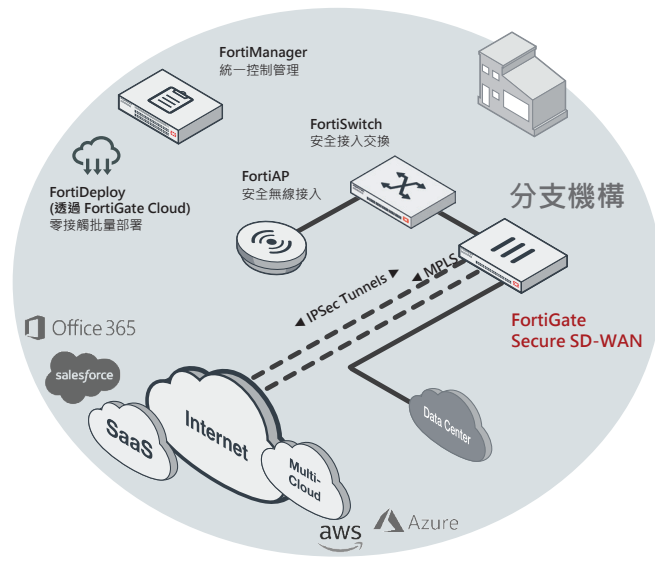 FortiManager
統一控制管理
FortiSwitch
安全接入交換
FortiAP
安全無線接入
FortiDeploy
(透過 FortiGate Cloud)
零接觸批量部署
分支機構
◀ IPSec Tunnels ▶
◀ MPLS
FortiGate
Secure SD-WAN
Office 365
salesforce
SaaS
Internet
Multi-
Cloud
Data Center
aws
Azure